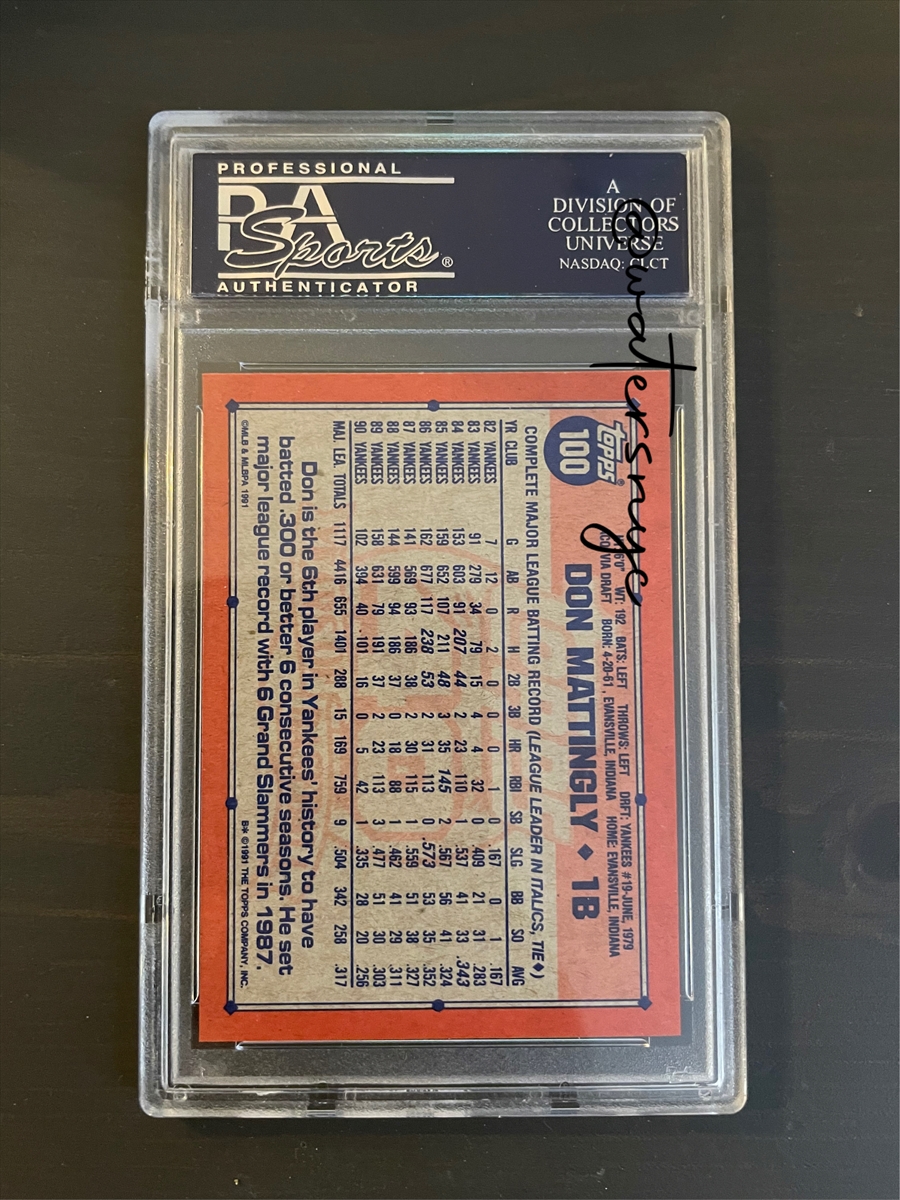 PROFESSIONAL
PSA
Sports®
AUTHENTICATOR
A
DIVISION OF
COLLECTORS
UNIVERSE
NASDAQ: CLCT
@watersnyc
topps®
100
WT: 192 BATS: LEFT THROWS: LEFT DRFT: YANKEES #19-JUNE, 1979
VIA DRAFT BORN: 4-20-61, EVANSVILLE, INDIANA HOME: EVANSVILLE, INDIANA
DON MATTINGLY ◆ 1B
COMPLETE MAJOR LEAGUE BATTING RECORD (LEAGUE LEADER IN ITALICS, TIE◆)
YR CLUB G AB R H 2B 3B HR RBI SB SLG BB SO AVG
82 YANKEES 7 12 0 2 0 0 0 1 0 .167 0 1 .167
83 YANKEES 91 279 34 79 15 4 4 32 0 .409 21 31 .283
84 YANKEES 153 603 91 207 44 2 23 110 1 .537 41 33 .343
85 YANKEES 159 652 107 211 48 3 35 145 2 .567 56 41 .324
86 YANKEES 162 677 117 238 53 2 31 113 0 .573 53 35 .352
87 YANKEES 141 569 93 186 38 2 30 115 1 .559 51 38 .327
88 YANKEES 144 599 94 186 37 0 18 88 1 .462 41 29 .311
89 YANKEES 158 631 79 191 37 2 23 113 3 .477 51 30 .303
90 YANKEES 102 394 40 101 16 0 5 42 1 .335 28 20 .256
MAJ. LEA. TOTALS 1117 4416 655 1401 288 15 169 759 9 .504 342 258 .317
Don is the 6th player in Yankees' history to have
batted .300 or better 6 consecutive seasons. He set
major league record with 6 Grand Slammers in 1987.
©MLB & MLBPA 1991
B* ©1991 THE TOPPS COMPANY, INC.